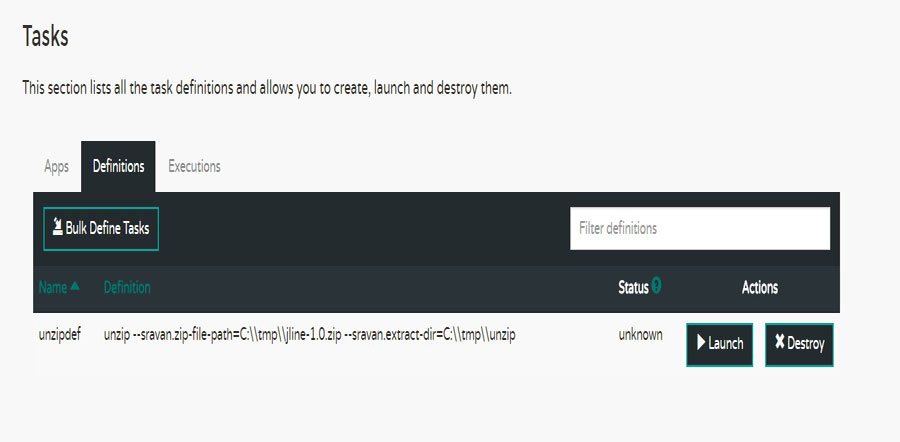 Tasks
This section lists all the task definitions and allows you to create, launch and destroy them.
Apps Definitions Executions
Bulk Define Tasks Filter definitions
Name Definition Status ? Actions
unzipdef unzip --sravan.zip-file-path=C:\\tmp\\jline-1.0.zip --sravan.extract-dir=C:\\tmp\\unzip unknown Launch Destroy